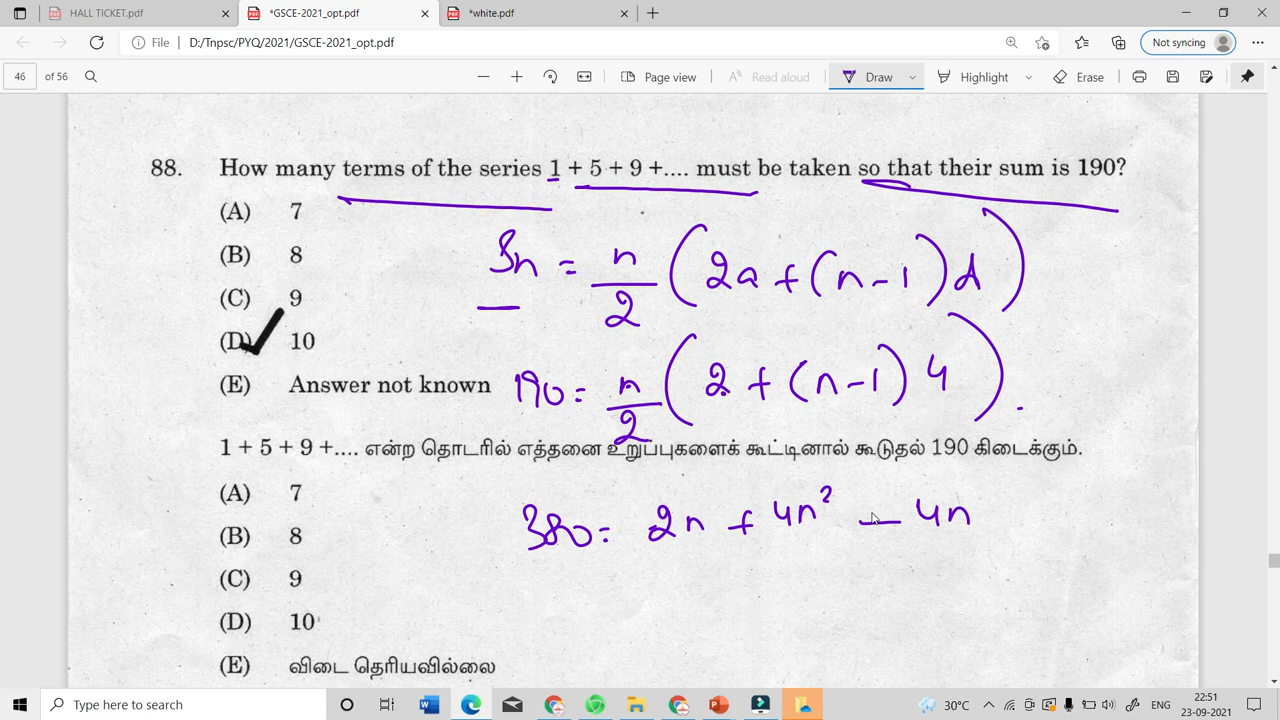 HALL TICKET.pdf
*GSCE-2021_opt.pdf
*white.pdf
File D:/Tnpsc/PYQ/2021/GSCE-2021_opt.pdf
Not syncing
46 of 56
Page view
Read aloud
Draw
Highlight
Erase
88. How many terms of the series 1 + 5 + 9 +.... must be taken so that their sum is 190?
(A) 7
(B) 8
(C) 9
(D) 10
(E) Answer not known
Sn = n/2 (2a + (n-1)d)
190 = n/2 (2 + (n-1)4).
1 + 5 + 9 +.... என்ற தொடரில் எத்தனை உறுப்புகளைக் கூட்டினால் கூடுதல் 190 கிடைக்கும்.
(A) 7
(B) 8
(C) 9
(D) 10
(E) விடை தெரியவில்லை
380 = 2n + 4n² - 4n
Type here to search
30°C
ENG
22:51
23-09-2021